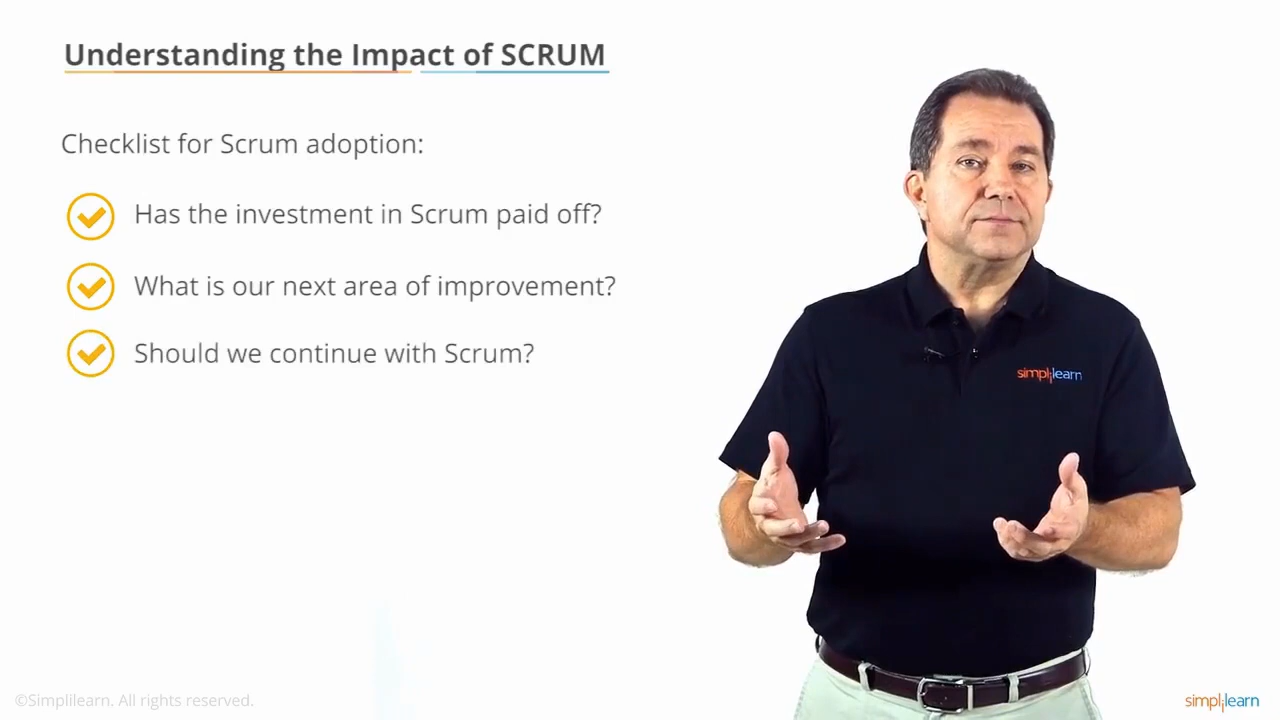 Understanding the Impact of SCRUM
Checklist for Scrum adoption:
Has the investment in Scrum paid off?
What is our next area of improvement?
Should we continue with Scrum?
simplilearn
©Simplilearn. All rights reserved.
simplilearn